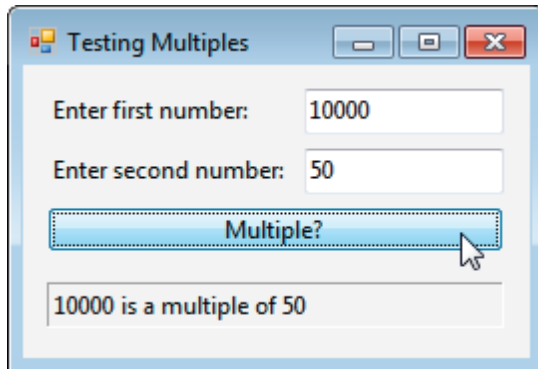 Testing Multiples
Enter first number: 10000
Enter second number: 50
Multiple?
10000 is a multiple of 50